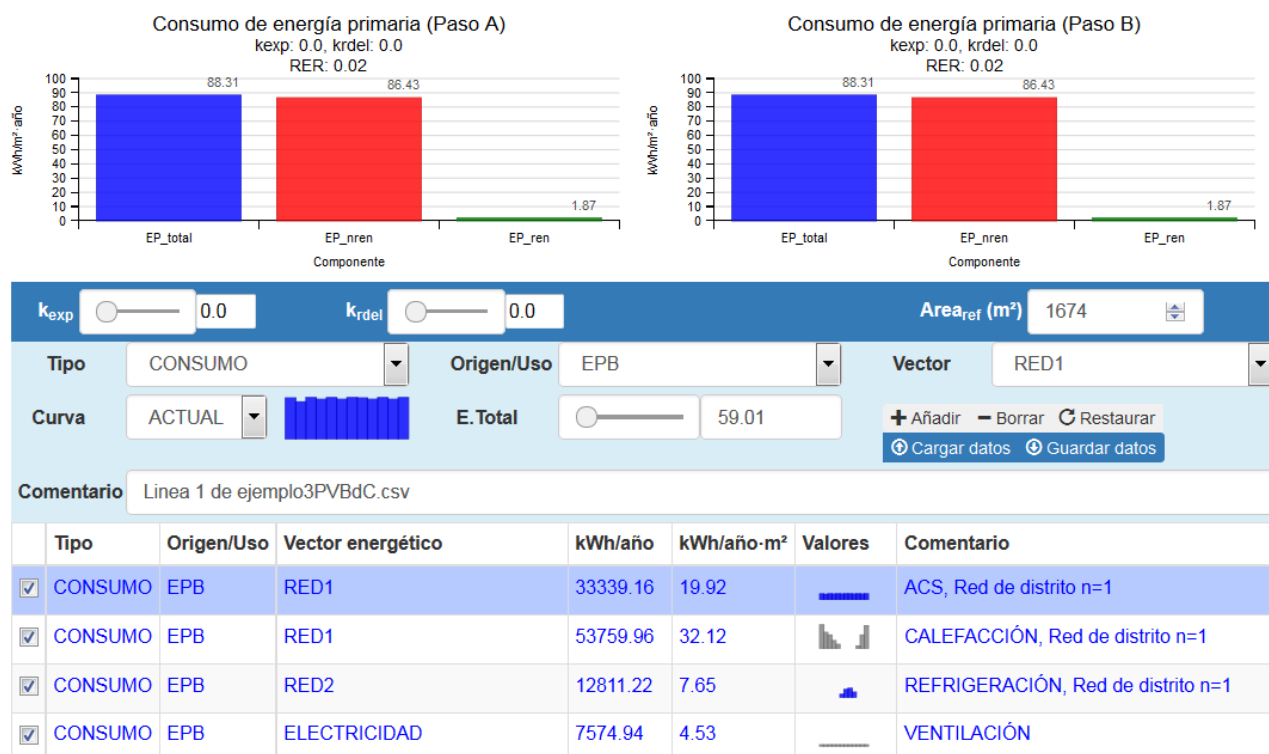 Consumo de energía primaria (Paso A)
kexp: 0.0, krdel: 0.0
RER: 0.02
100
90
80
70
60
50
40
30
20
10
0
kWh/m²·año
88.31
86.43
1.87
EP_total
EP_nren
EP_ren
Componente
Consumo de energía primaria (Paso B)
kexp: 0.0, krdel: 0.0
RER: 0.02
100
90
80
70
60
50
40
30
20
10
0
kWh/m²·año
88.31
86.43
1.87
EP_total
EP_nren
EP_ren
Componente
kexp 0.0 krdel 0.0 Arearef (m²) 1674
Tipo CONSUMO Origen/Uso EPB Vector RED1
Curva ACTUAL E.Total 59.01 Añadir Borrar Restaurar
Cargar datos Guardar datos
Comentario Linea 1 de ejemplo3PVBdC.csv
Tipo Origen/Uso Vector energético kWh/año kWh/año·m² Valores Comentario
CONSUMO EPB RED1 33339.16 19.92 ACS, Red de distrito n=1
CONSUMO EPB RED1 53759.96 32.12 CALEFACCIÓN, Red de distrito n=1
CONSUMO EPB RED2 12811.22 7.65 REFRIGERACIÓN, Red de distrito n=1
CONSUMO EPB ELECTRICIDAD 7574.94 4.53 VENTILACIÓN